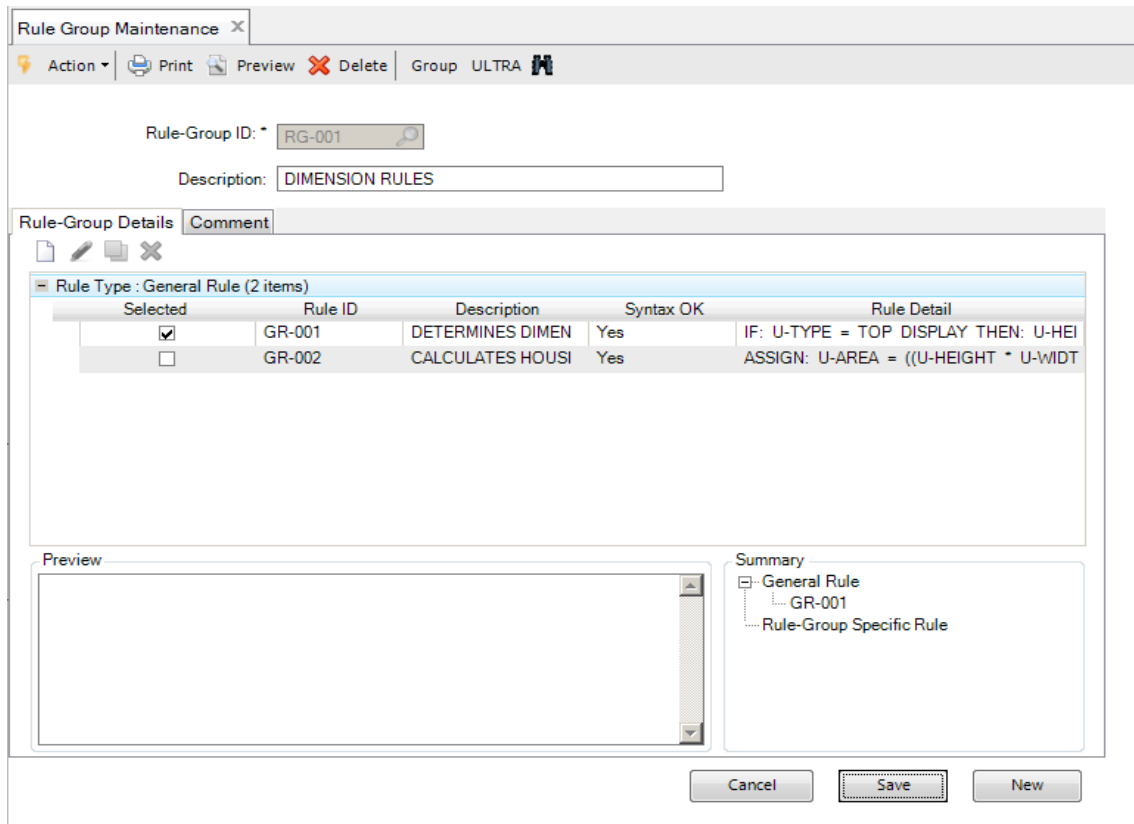 Rule Group Maintenance
Action Print Preview Delete Group ULTRA
Rule-Group ID: * RG-001
Description: DIMENSION RULES
Rule-Group Details Comment
Rule Type : General Rule (2 items)
Selected Rule ID Description Syntax OK Rule Detail
GR-001 DETERMINES DIMEN Yes IF: U-TYPE = TOP DISPLAY THEN: U-HEI
GR-002 CALCULATES HOUSI Yes ASSIGN: U-AREA = ((U-HEIGHT * U-WIDT
Preview
Summary
General Rule
GR-001
Rule-Group Specific Rule
Cancel Save New